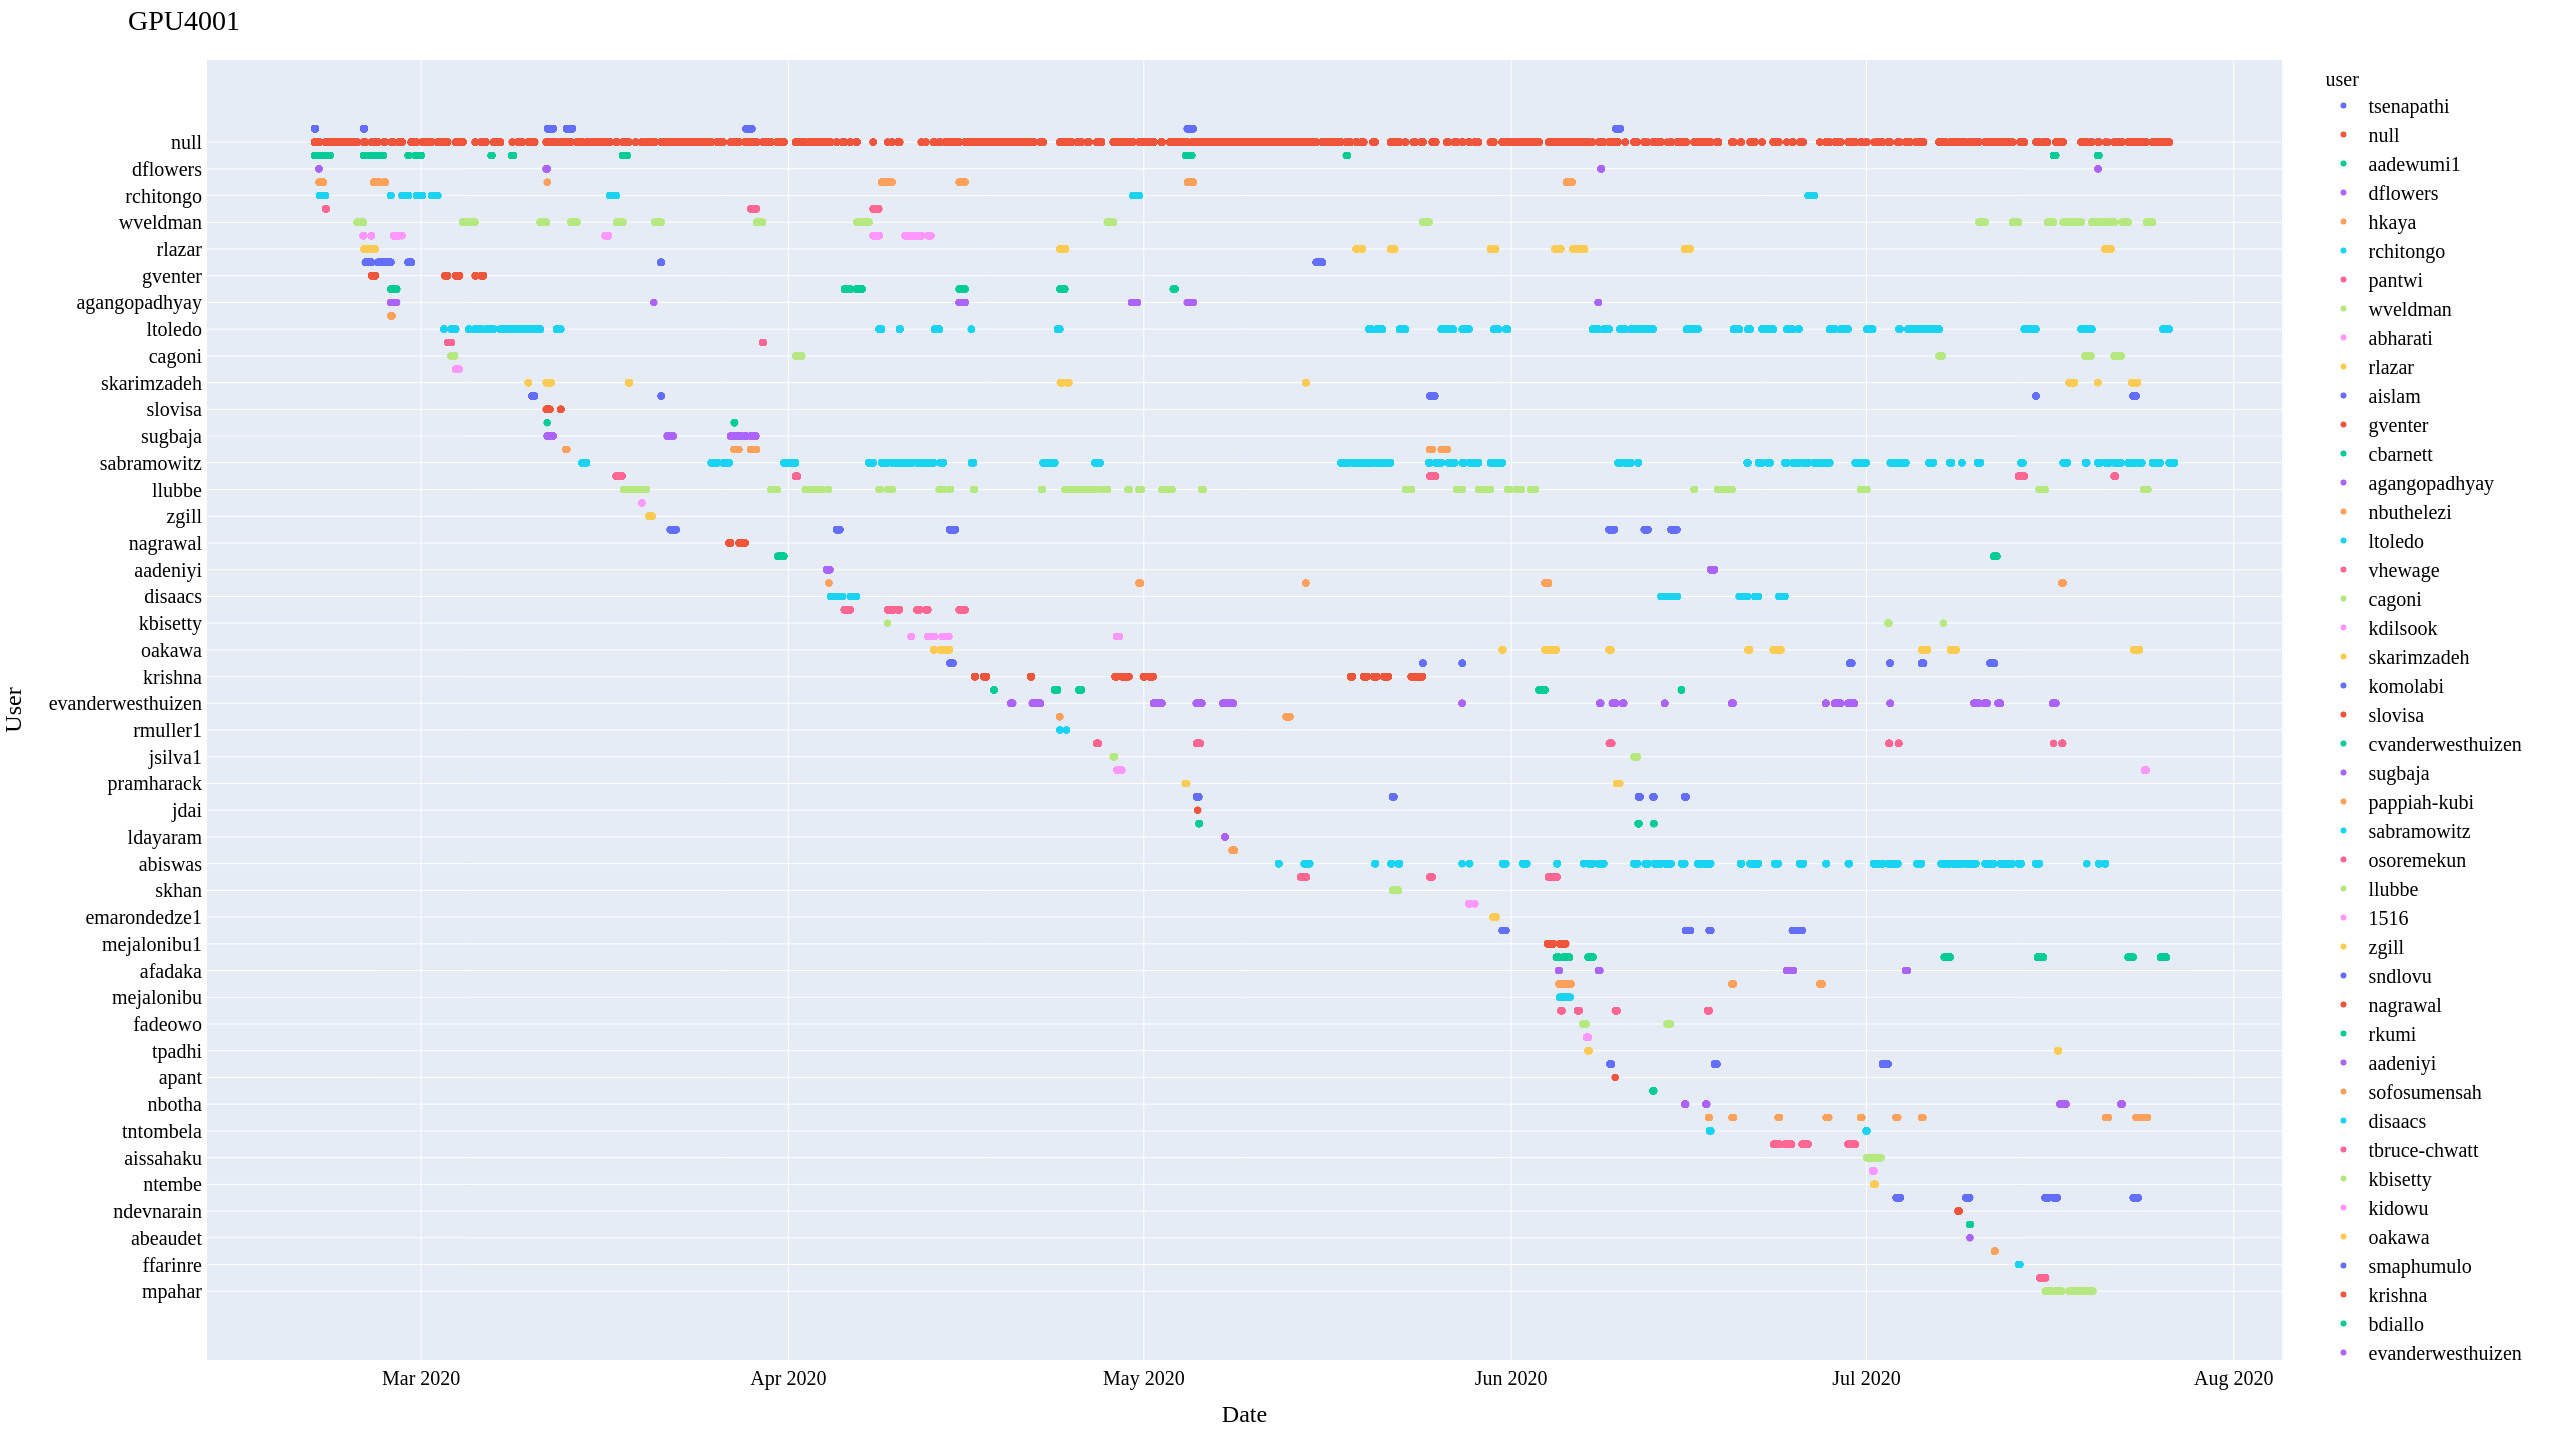 GPU4001
null
dflowers
rchitongo
wveldman
rlazar
gventer
agangopadhyay
ltoledo
cagoni
skarimzadeh
slovisa
sugbaja
sabramowitz
llubbe
zgill
nagrawal
aadeniyi
disaacs
kbisetty
oakawa
krishna
evanderwesthuizen
rmuller1
jsilva1
pramharack
jdai
ldayaram
abiswas
skhan
emarondedze1
mejalonibu1
afadaka
mejalonibu
fadeowo
tpadhi
apant
nbotha
tntombela
aissahaku
ntembe
ndevnarain
abeaudet
ffarinre
mpahar
User
Mar 2020
Apr 2020
May 2020
Jun 2020
Jul 2020
Aug 2020
Date
user
tsenapathi
null
aadewumi1
dflowers
hkaya
rchitongo
pantwi
wveldman
abharati
rlazar
aislam
gventer
cbarnett
agangopadhyay
nbuthelezi
ltoledo
vhewage
cagoni
kdilsook
skarimzadeh
komolabi
slovisa
cvanderwesthuizen
sugbaja
pappiah-kubi
sabramowitz
osoremekun
llubbe
1516
zgill
sndlovu
nagrawal
rkumi
aadeniyi
sofosumensah
disaacs
tbruce-chwatt
kbisetty
kidowu
oakawa
smaphumulo
krishna
bdiallo
evanderwesthuizen